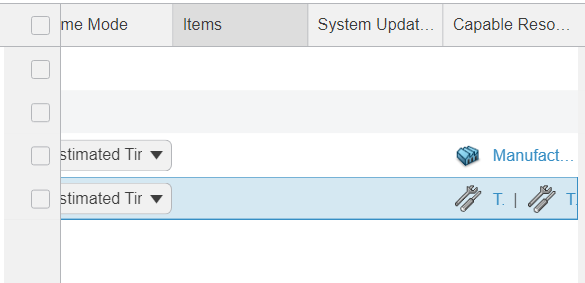 me Mode Items System Updat... Capable Reso...
stimated Tir Manufact...
stimated Tir T. | T.